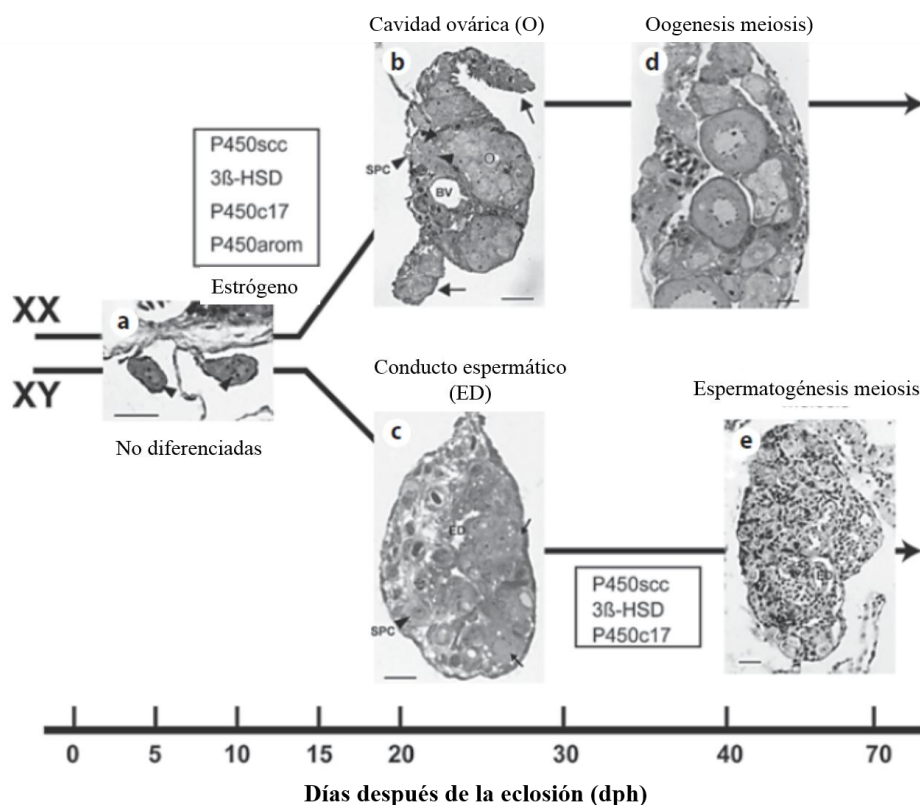 Cavidad ovárica (O)
Oogenesis meiosis)
b
d
P450scc
3ß-HSD
P450c17
P450arom
SPC
O
BV
Estrógeno
XX
a
XY
No diferenciadas
Conducto espermático
(ED)
Espermatogénesis meiosis
c
e
ED
SPC
ED
P450scc
3ß-HSD
P450c17
0 5 10 15 20 30 40 70
Días después de la eclosión (dph)